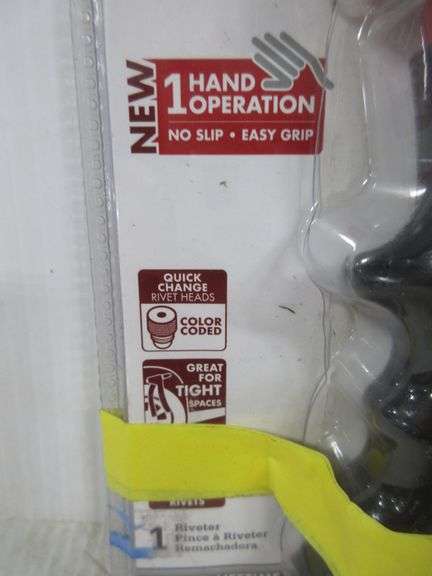 NEW
1 HAND
OPERATION
NO SLIP • EASY GRIP
QUICK
CHANGE
RIVET HEADS
COLOR
CODED
GREAT
FOR
TIGHT
SPACES
RIVETS
1 Riveter
Pince à Riveter
Remachadora